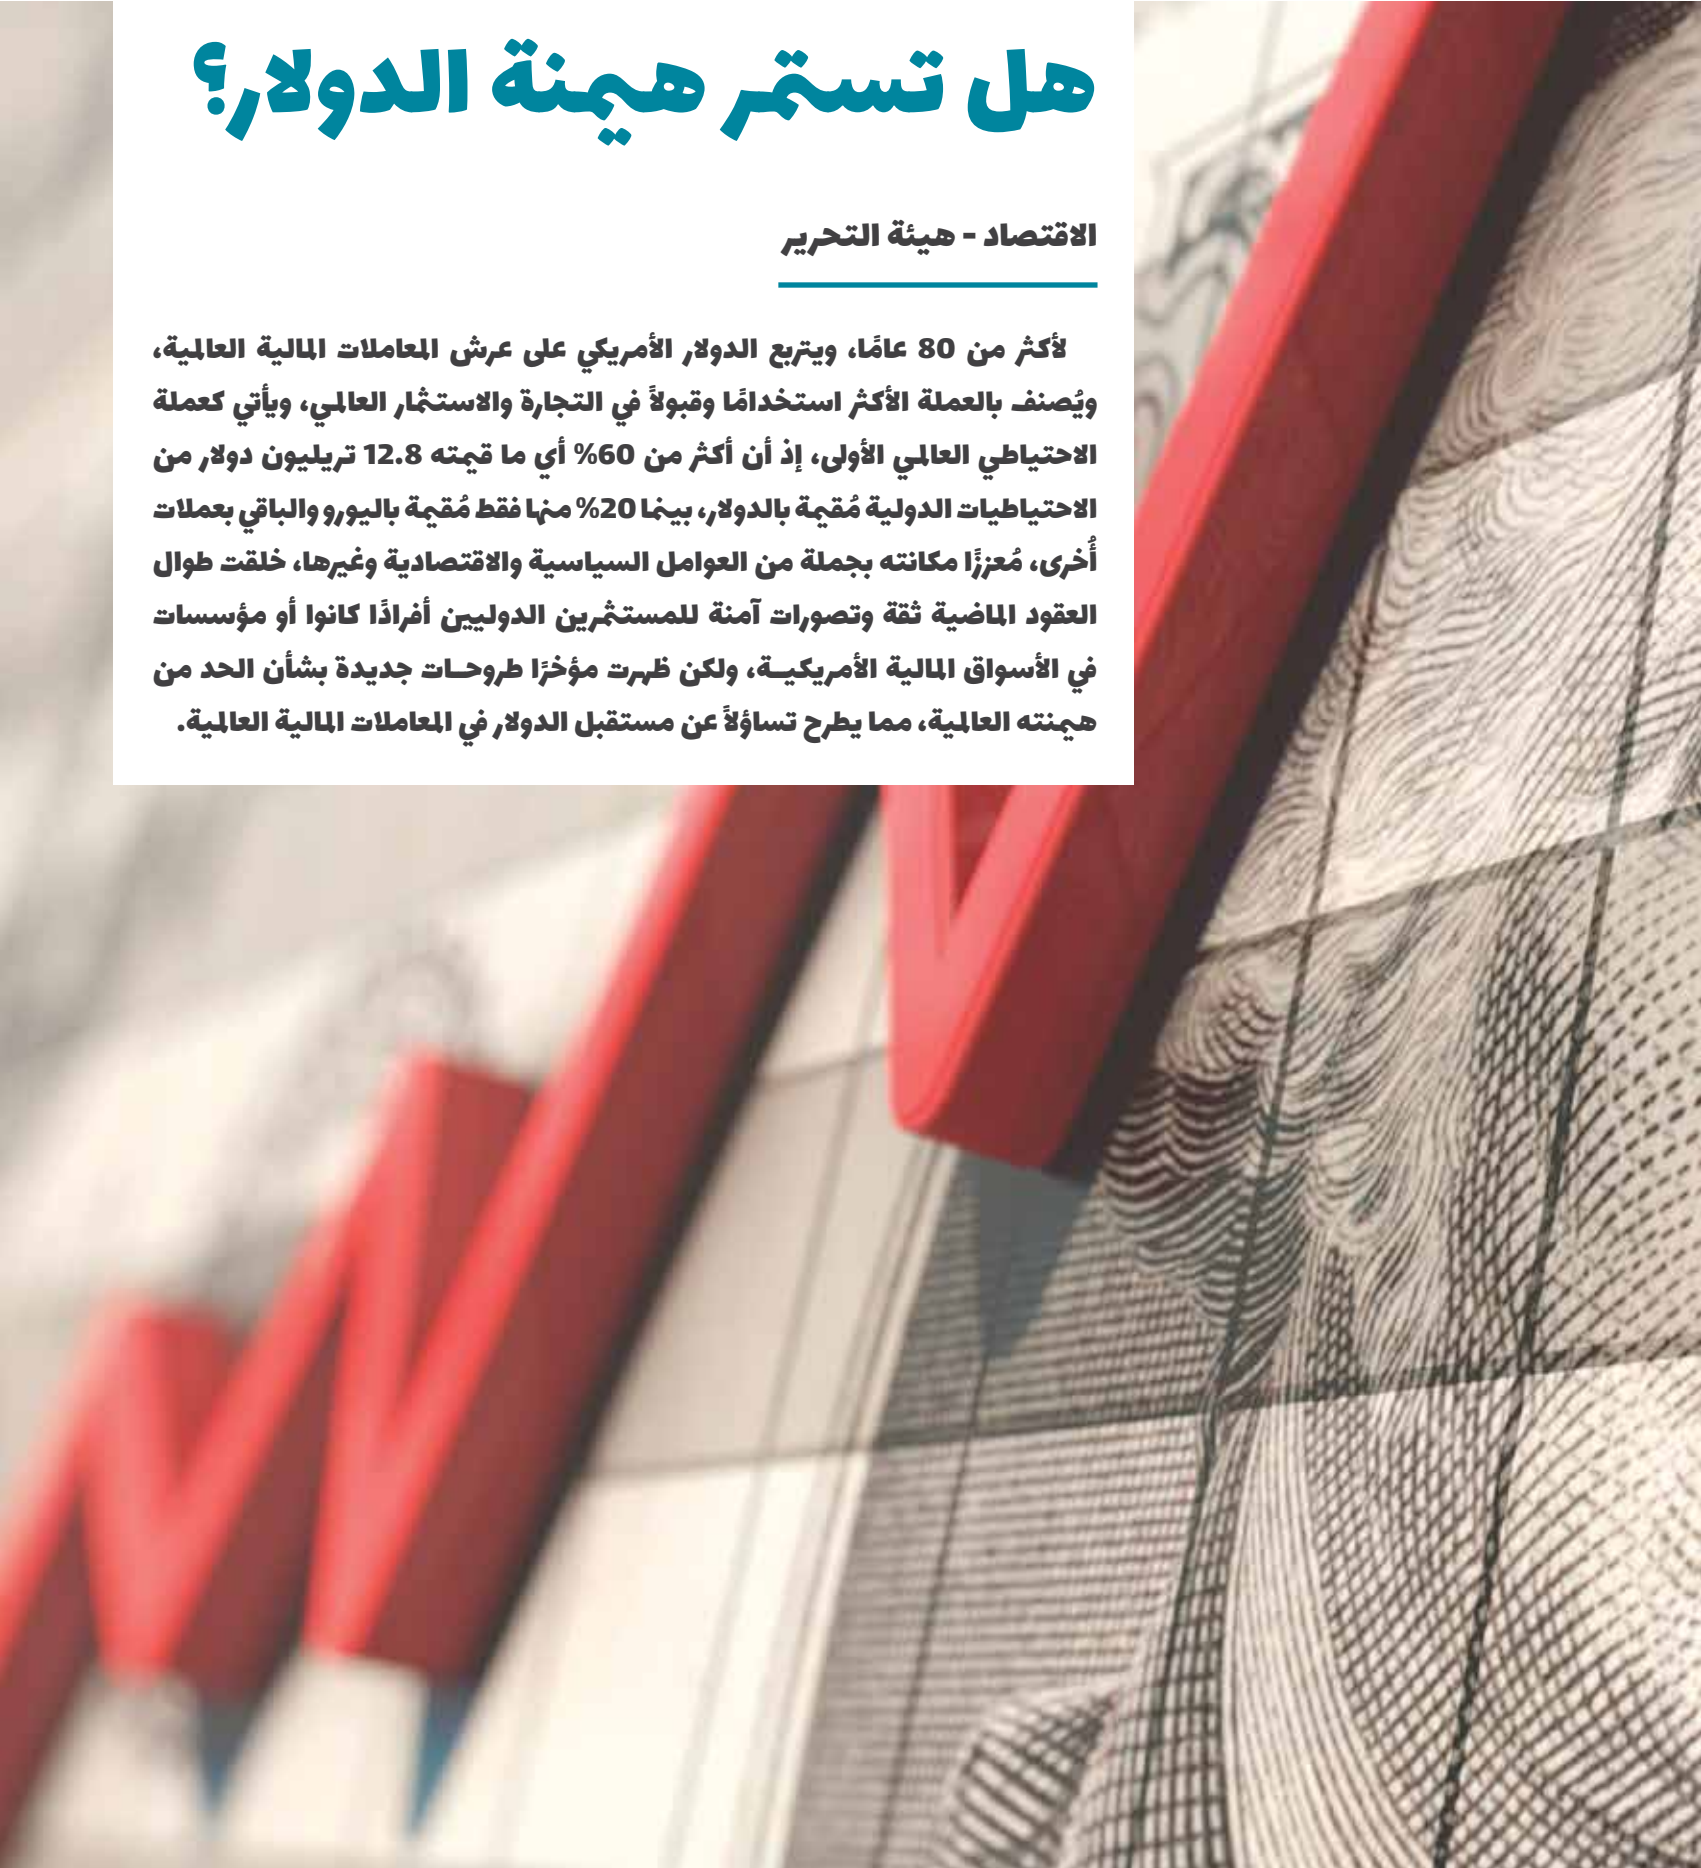 هل تستمر هيمنة الدولار؟
الاقتصاد - هيئة التحرير
لأكثر من 80 عامًا، ويتربع الدولار الأمريكي على عرش المعاملات المالية العالمية،
ويُصنف بالعملة الأكثر استخدامًا وقبولاً في التجارة والاستثمار العالمي، ويأتي كعملة
الاحتياطي العالمي الأولى، إذ أن أكثر من 60% أي ما قيمته 12.8 تريليون دولار من
الاحتياطيات الدولية مُقيمة بالدولار، بينما 20% منها فقط مُقيمة باليورو والباقي بعملات
أُخرى، مُعززًا مكانته بجملة من العوامل السياسية والاقتصادية وغيرها، خلقت طوال
العقود الماضية ثقة وتصورات آمنة للمستثمرين الدوليين أفرادًا كانوا أو مؤسسات
في الأسواق المالية الأمريكيـة، ولكن ظهرت مؤخرًا طروحـات جديدة بشأن الحد من
هيمنته العالمية، مما يطرح تساؤلاً عن مستقبل الدولار في المعاملات المالية العالمية.